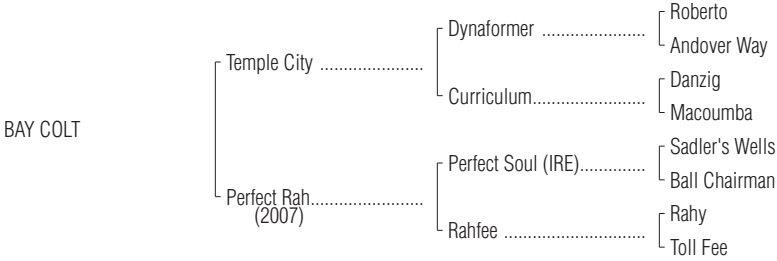 Roberto
Dynaformer ......................
Andover Way
Temple City ......................
Danzig
Curriculum........................
Macoumba
BAY COLT
Sadler's Wells
Perfect Soul (IRE)..............
Ball Chairman
Perfect Rah........................
(2007)
Rahy
Rahfee ..............................
Toll Fee